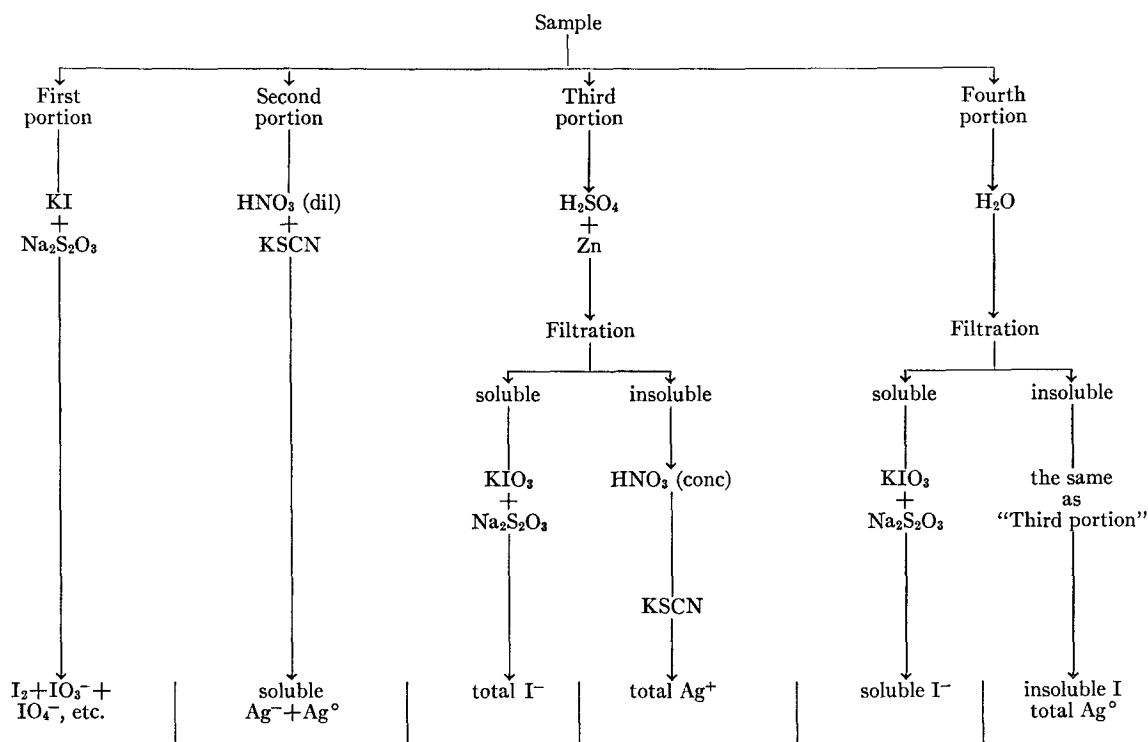 Sample
First
portion
Second
portion
Third
portion
Fourth
portion
KI
+
Na₂S₂O₃
HNO₃ (dil)
+
KSCN
H₂SO₄
+
Zn
H₂O
Filtration
Filtration
soluble
insoluble
soluble
insoluble
KIO₃
+
Na₂S₂O₃
HNO₃ (conc)
KIO₃
+
Na₂S₂O₃
the same
as
“Third portion”
KSCN
I₂+IO₃⁻+
IO₄⁻, etc.
soluble
Ag⁻+Ag°
total I⁻
total Ag⁺
soluble I⁻
insoluble I
total Ag°